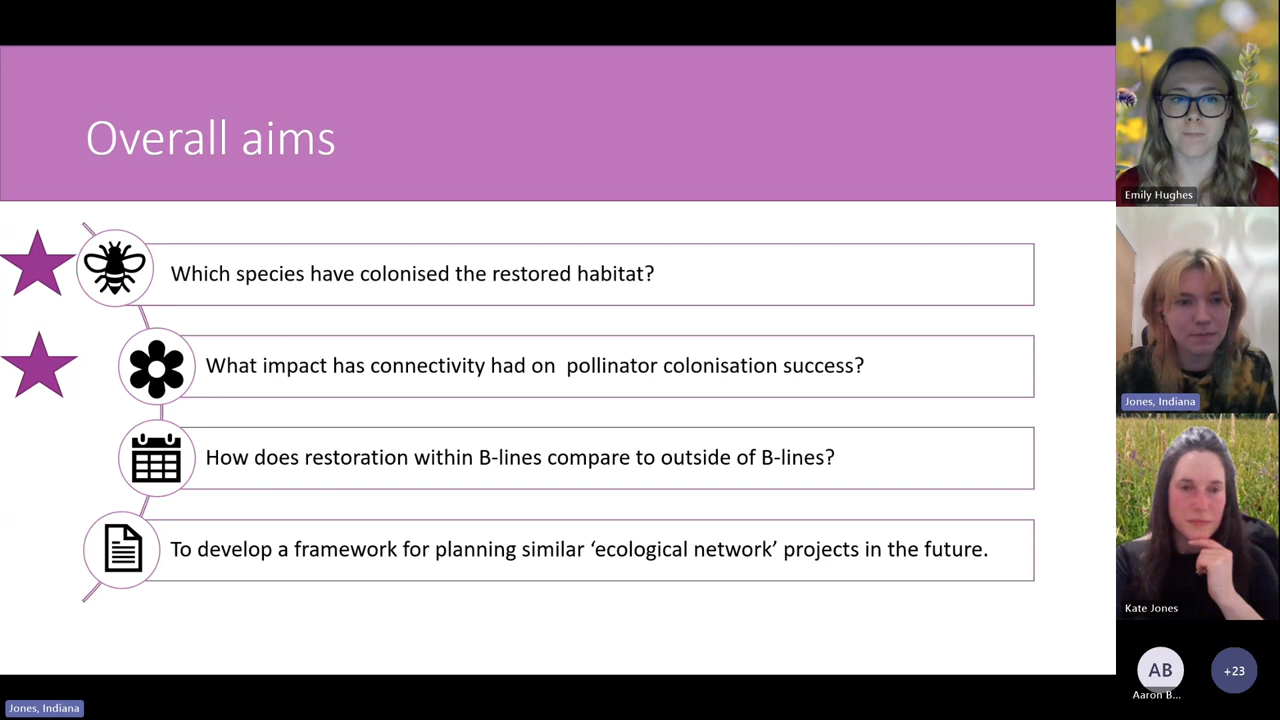 Overall aims
Which species have colonised the restored habitat?
What impact has connectivity had on  pollinator colonisation success?
How does restoration within B-lines compare to outside of B-lines?
To develop a framework for planning similar ‘ecological network’ projects in the future.
Emily Hughes
Jones, Indiana
Kate Jones
AB
Aaron B...
+23
Jones, Indiana